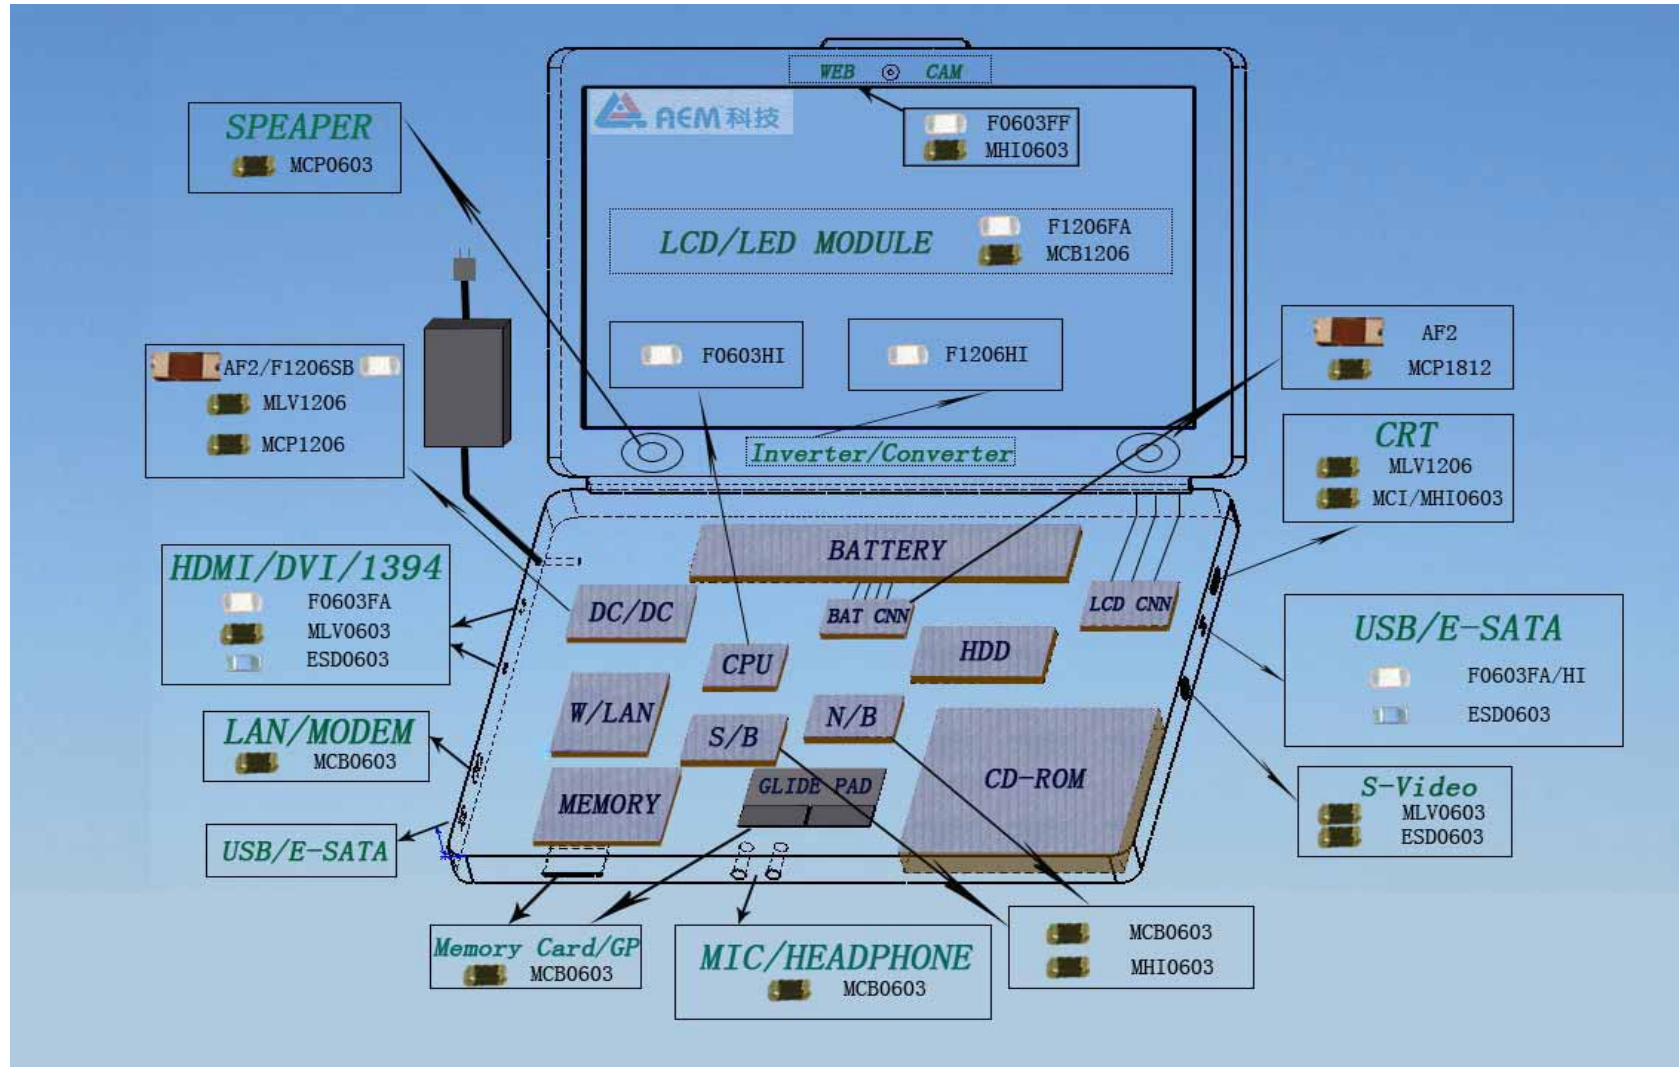 WEB CAM
AEM科技
F0603FF
MHI0603
SPEAPER
MCP0603
LCD/LED MODULE
F1206FA
MCB1206
F0603HI
F1206HI
AF2
MCP1812
AF2/F1206SB
MLV1206
MCP1206
Inverter/Converter
CRT
MLV1206
MCI/MHI0603
HDMI/DVI/1394
F0603FA
MLV0603
ESD0603
BATTERY
DC/DC
BAT CNN
LCD CNN
CPU
HDD
USB/E-SATA
F0603FA/HI
ESD0603
W/LAN
S/B
N/B
LAN/MODEM
MCB0603
CD-ROM
GLIDE PAD
MEMORY
S-Video
MLV0603
ESD0603
USB/E-SATA
Memory Card/GP
MCB0603
MIC/HEADPHONE
MCB0603
MCB0603
MHI0603